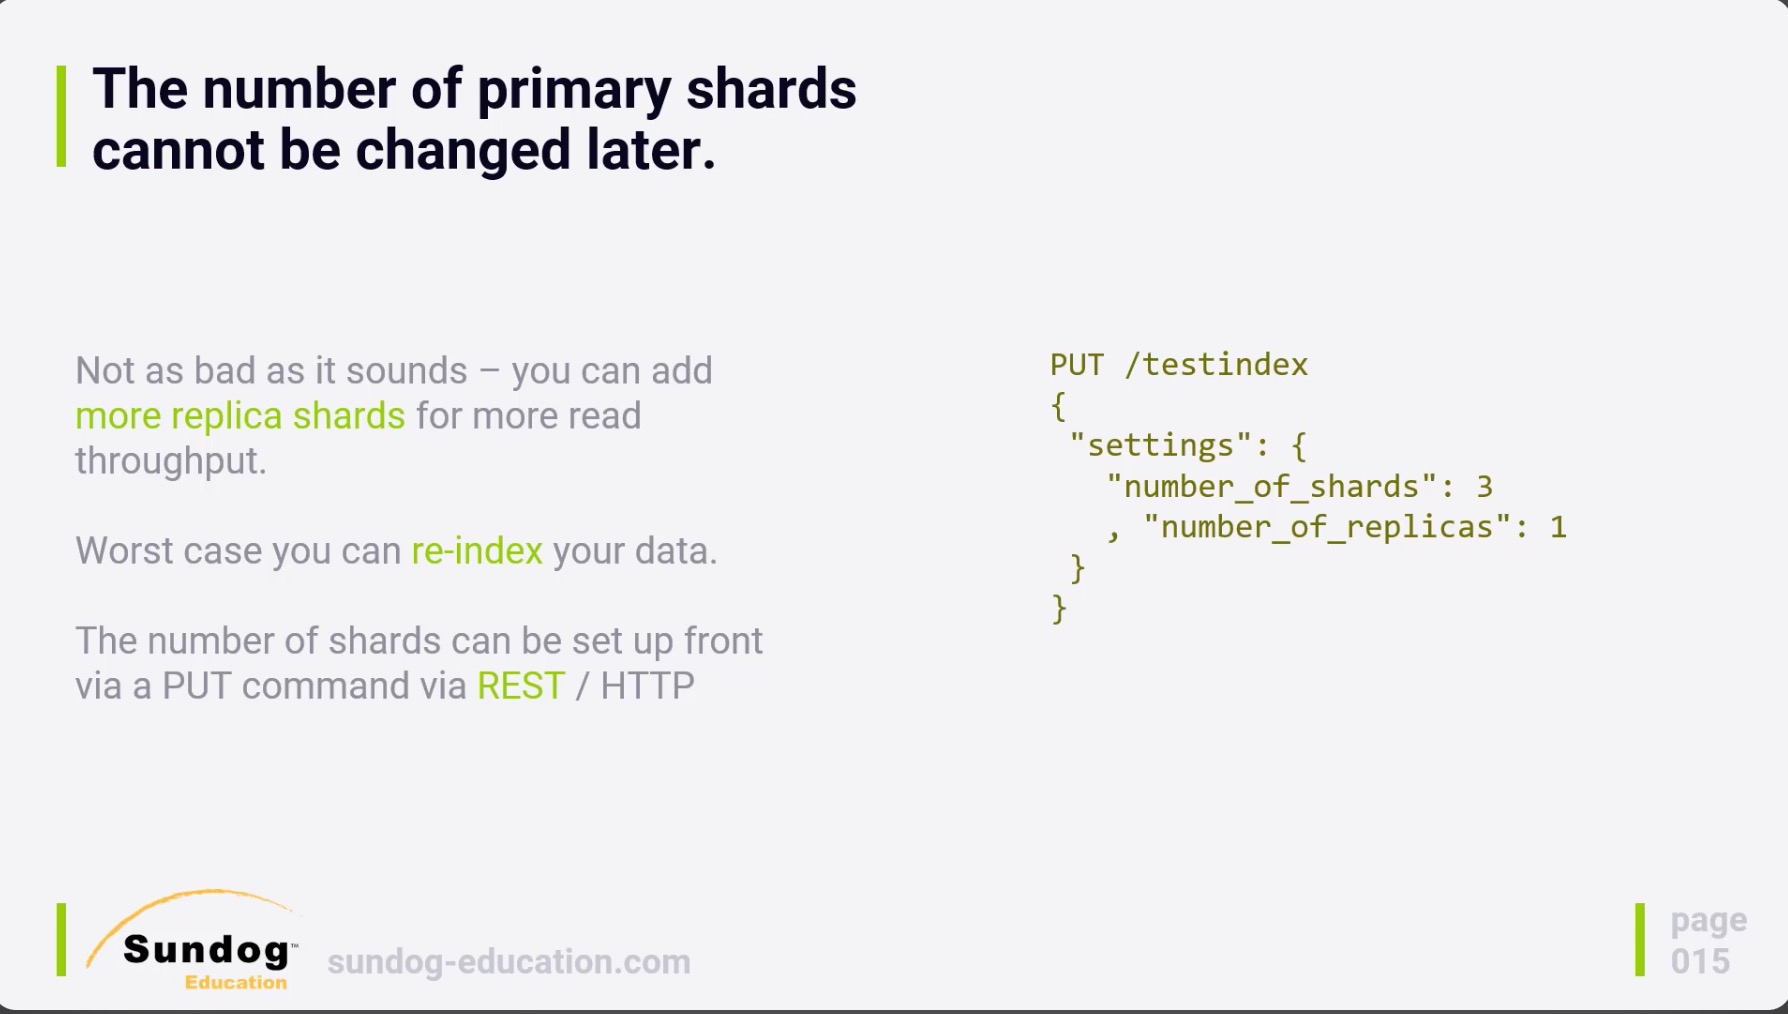 The number of primary shards
cannot be changed later.
Not as bad as it sounds – you can add
more replica shards for more read
throughput.
Worst case you can re-index your data.
The number of shards can be set up front
via a PUT command via REST / HTTP
PUT /testindex
{
"settings": {
"number_of_shards": 3
, "number_of_replicas": 1
}
}
Sundog™
Education
sundog-education.com
page
015